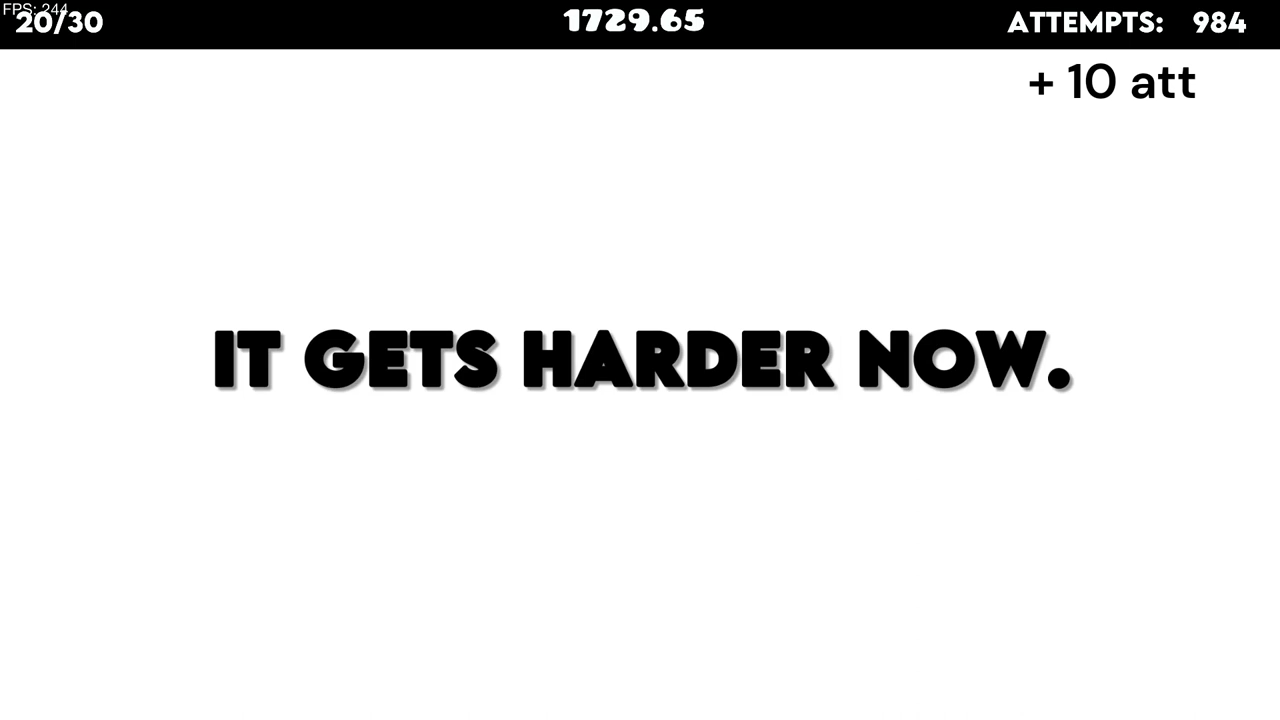 FPS: 244
20/30
1729.65
ATTEMPTS: 984
+ 10 att
IT GETS HARDER NOW.